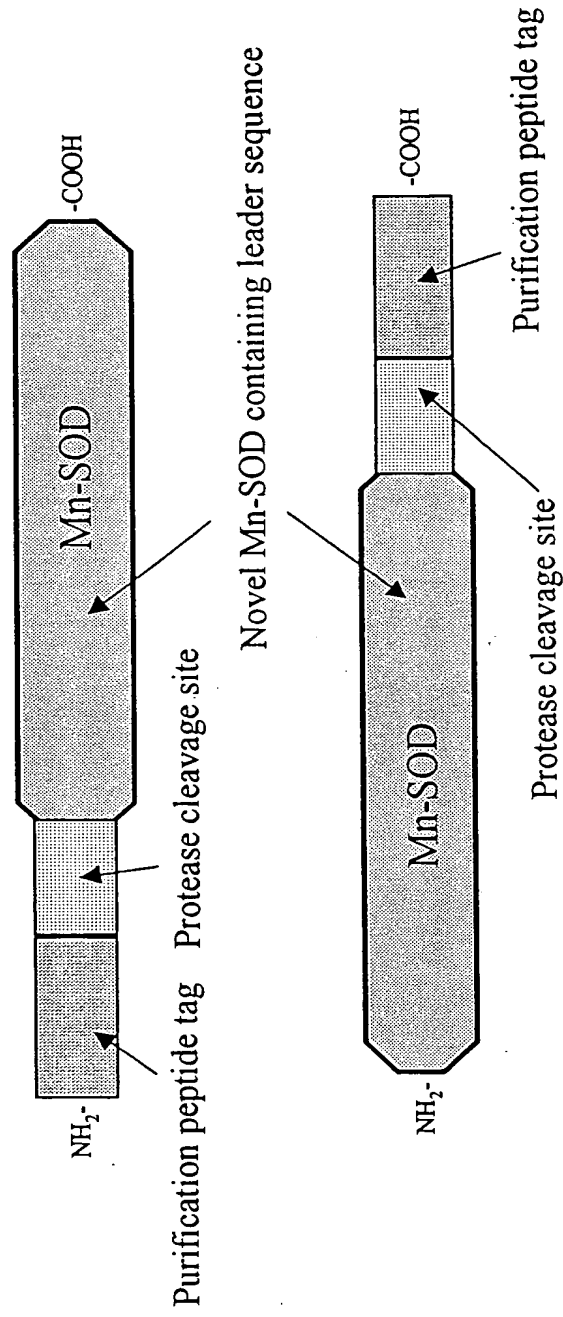 NH₂-
Mn-SOD
-COOH
Purification peptide tag
Protease cleavage site
Novel Mn-SOD containing leader sequence
NH₂-
Mn-SOD
-COOH
Protease cleavage site
Purification peptide tag